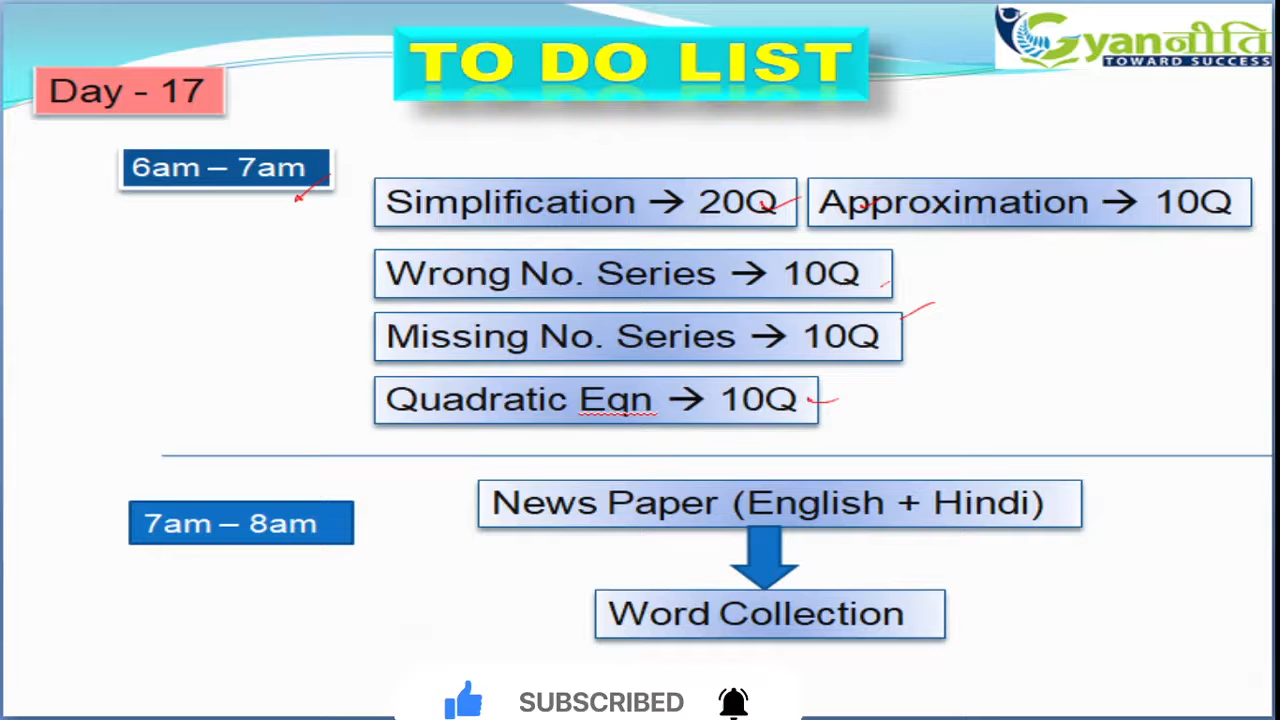 TO DO LIST
Gyanनीति
TOWARD SUCCESS
Day - 17
6am – 7am
Simplification → 20Q
Approximation → 10Q
Wrong No. Series → 10Q
Missing No. Series → 10Q
Quadratic Eqn → 10Q
7am – 8am
News Paper (English + Hindi)
Word Collection
SUBSCRIBED